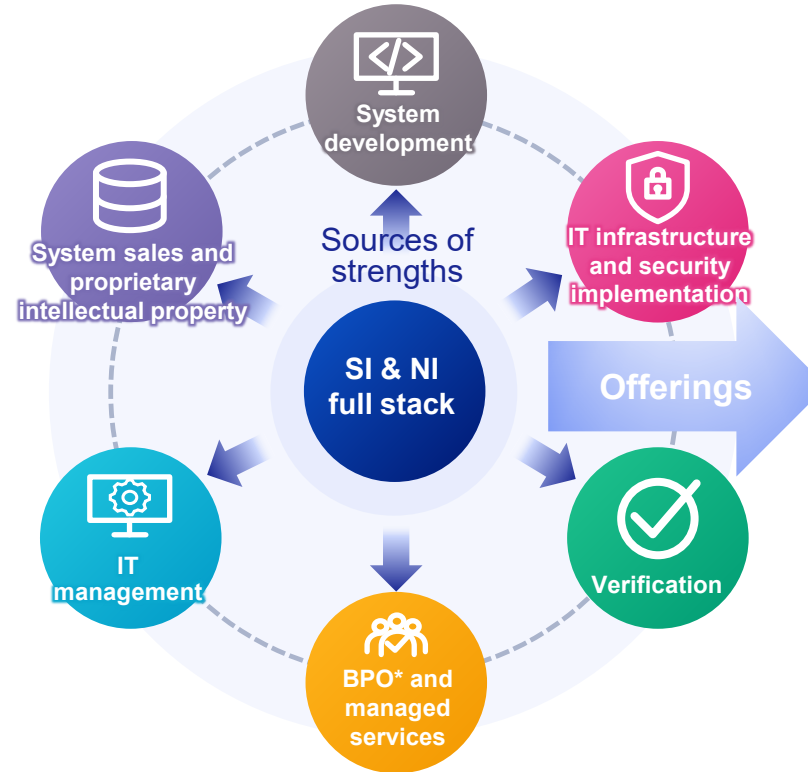 System
development
IT infrastructure
and security
implementation
System sales and
proprietary
intellectual property
Sources of
strengths
SI & NI
full stack
Offerings
IT
management
Verification
BPO* and
managed
services